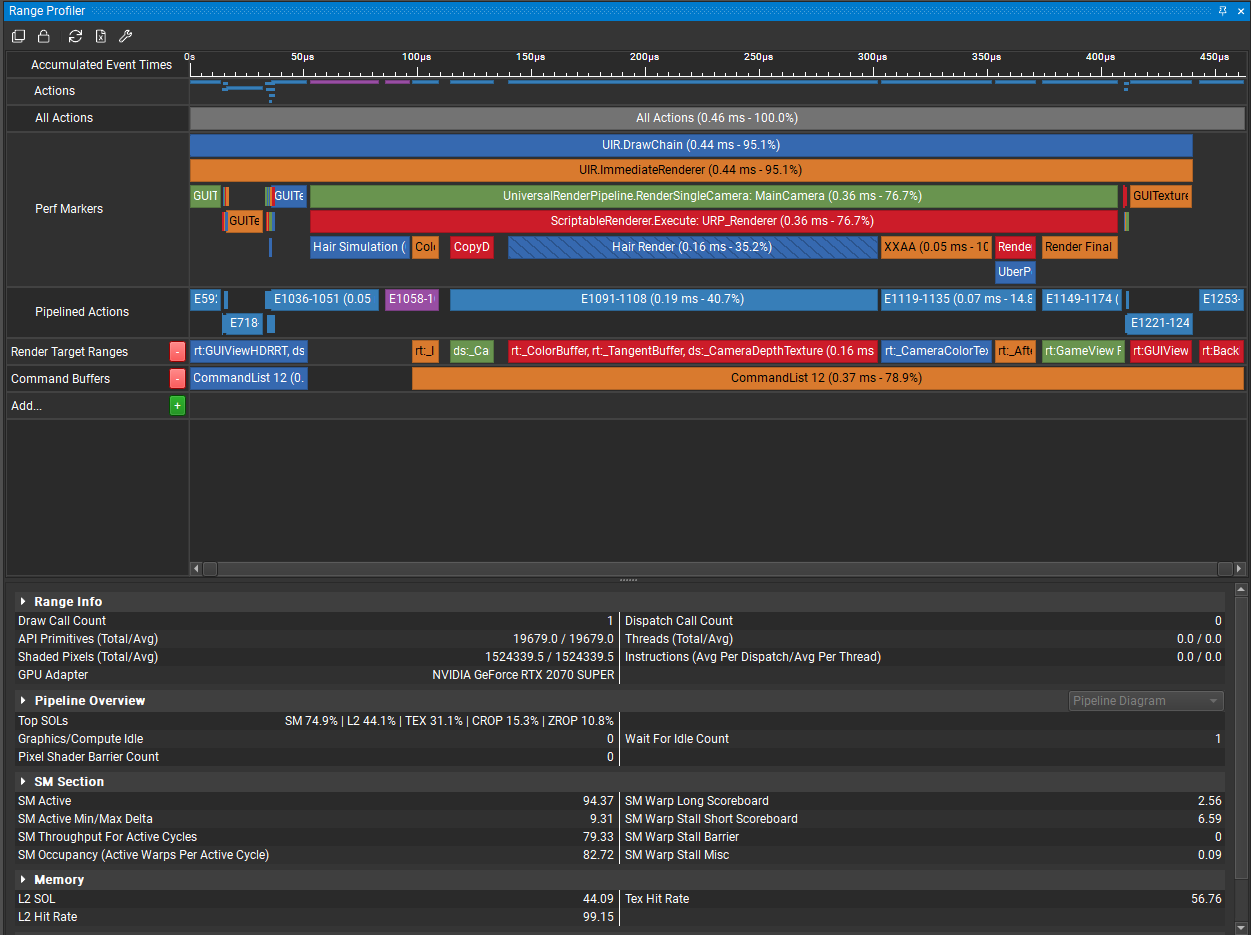 Range Profiler
Accumulated Event Times
0s 50µs 100µs 150µs 200µs 250µs 300µs 350µs 400µs 450µs
Actions
All Actions
All Actions (0.46 ms - 100.0%)
Perf Markers
UIR.DrawChain (0.44 ms - 95.1%)
UIR.ImmediateRenderer (0.44 ms - 95.1%)
GUIT GUITe UniversalRenderPipeline.RenderSingleCamera: MainCamera (0.36 ms - 76.7%) GUITexture
GUITe ScriptableRenderer.Execute: URP_Renderer (0.36 ms - 76.7%)
Hair Simulation ( Col CopyD Hair Render (0.16 ms - 35.2%) XXAA (0.05 ms - 10 Rende Render Final
UberP
Pipelined Actions
E59 E1036-1051 (0.05 E1058-1 E1091-1108 (0.19 ms - 40.7%) E1119-1135 (0.07 ms - 14.8 E1149-1174 ( E1253-
E718- E1221-124
Render Target Ranges - rt:GUIViewHDRRT, ds rt:_I ds:_Ca rt:_ColorBuffer, rt:_TangentBuffer, ds:_CameraDepthTexture (0.16 ms rt:_CameraColorTe rt:_Aft rt:GameView F rt:GUIView rt:Back
Command Buffers - CommandList 12 (0. CommandList 12 (0.37 ms - 78.9%)
Add... +
Range Info
Draw Call Count 1 Dispatch Call Count 0
API Primitives (Total/Avg) 19679.0 / 19679.0 Threads (Total/Avg) 0.0 / 0.0
Shaded Pixels (Total/Avg) 1524339.5 / 1524339.5 Instructions (Avg Per Dispatch/Avg Per Thread) 0.0 / 0.0
GPU Adapter NVIDIA GeForce RTX 2070 SUPER
Pipeline Overview Pipeline Diagram
Top SOLs SM 74.9% | L2 44.1% | TEX 31.1% | CROP 15.3% | ZROP 10.8%
Graphics/Compute Idle 0 Wait For Idle Count 1
Pixel Shader Barrier Count 0
SM Section
SM Active 94.37 SM Warp Long Scoreboard 2.56
SM Active Min/Max Delta 9.31 SM Warp Stall Short Scoreboard 6.59
SM Throughput For Active Cycles 79.33 SM Warp Stall Barrier 0
SM Occupancy (Active Warps Per Active Cycle) 82.72 SM Warp Stall Misc 0.09
Memory
L2 SOL 44.09 Tex Hit Rate 56.76
L2 Hit Rate 99.15